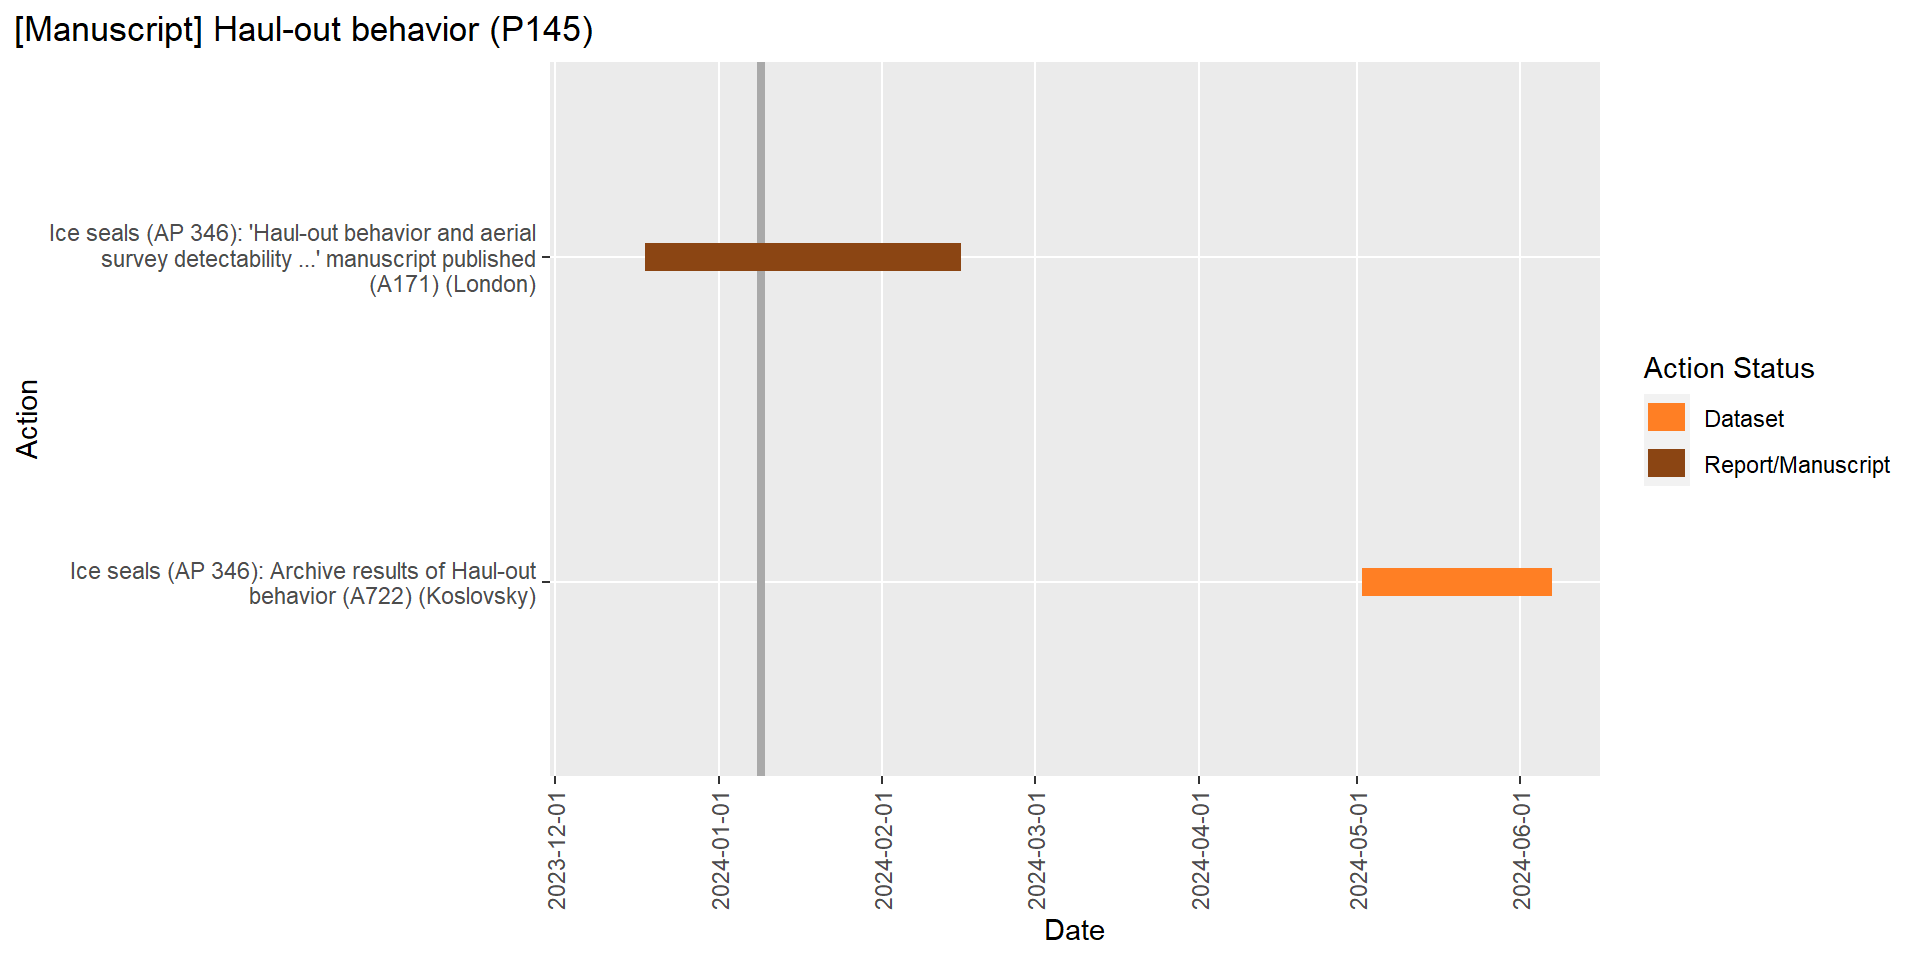 [Manuscript] Haul-out behavior (P145)
Ice seals (AP 346): 'Haul-out behavior and aerial
survey detectability ...' manuscript published
(A171) (London)
Ice seals (AP 346): Archive results of Haul-out
behavior (A722) (Koslovsky)
Action
2023-12-01
2024-01-01
2024-02-01
2024-03-01
2024-04-01
2024-05-01
2024-06-01
Date
Action Status
Dataset
Report/Manuscript